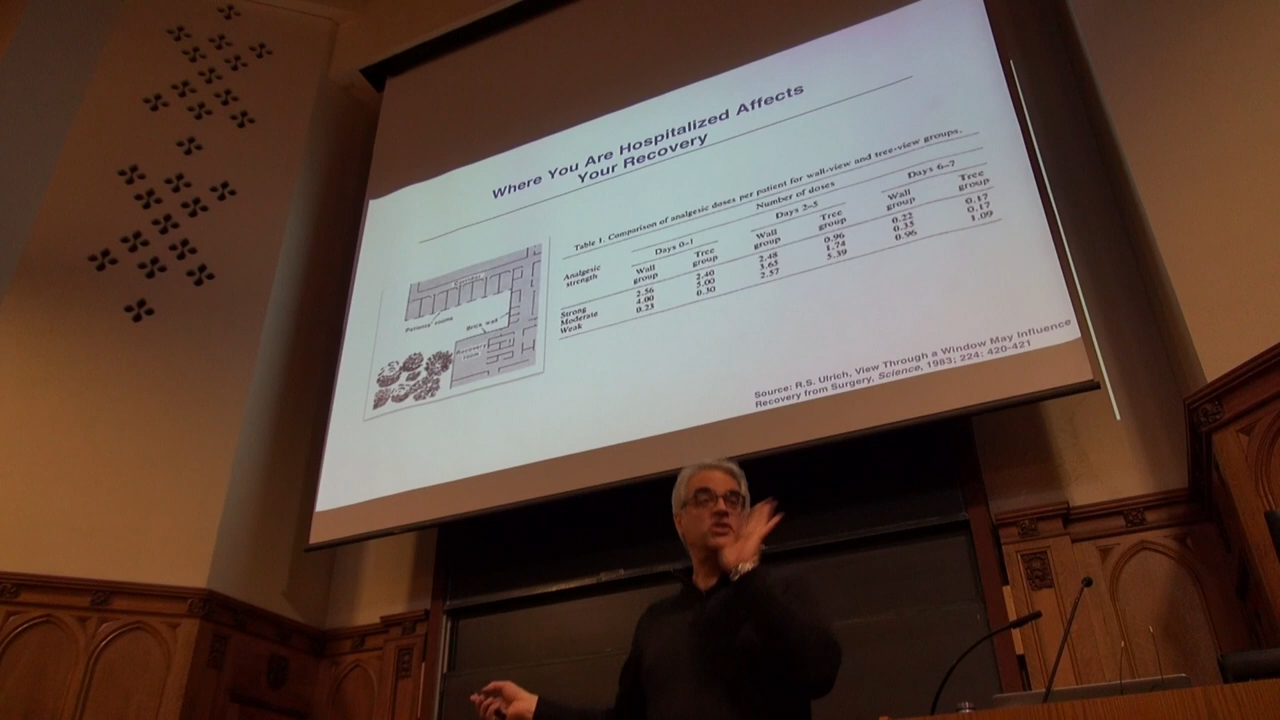 Where You Are Hospitalized Affects
Your Recovery
Table 1. Comparison of analgesic doses per patient for wall-view and tree-view groups.
Number of doses
Analgesic strength Days 0–1 Days 2–5 Days 6–7
Wall group Tree group Wall group Tree group Wall group Tree group
Strong 2.56 2.40 2.48 0.96 0.22 0.17
Moderate 4.00 5.00 3.65 1.74 0.35 0.17
Weak 0.23 0.30 2.57 5.39 0.96 1.09
Patients' rooms
Brick wall
Recovery room
Source: R.S. Ulrich, View Through a Window May Influence
Recovery from Surgery, Science, 1983; 224: 420-421